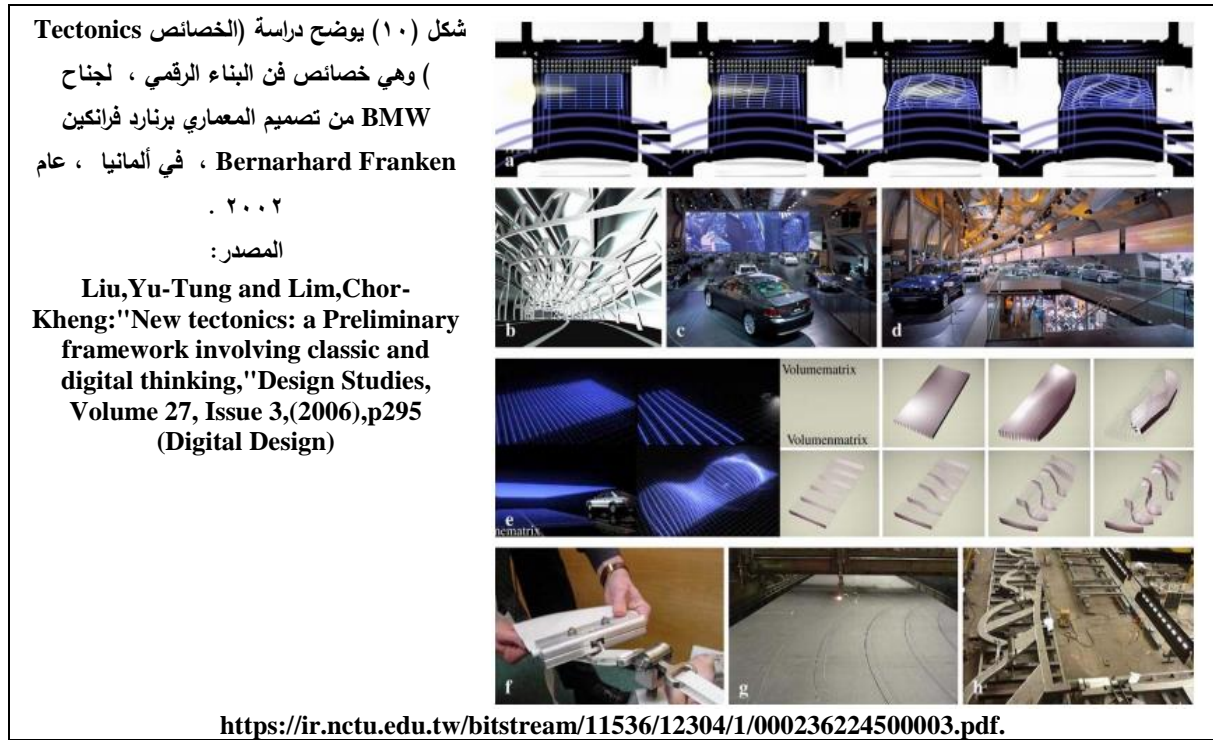 شكل (١٠) يوضح دراسة (الخصائص Tectonics
) وهي خصائص فن البناء الرقمي ، لجناح
BMW من تصميم المعماري برنارد فرانكين
Bernarhard Franken ، في ألمانيا ، عام
٢٠٠٢ .
المصدر:
Liu,Yu-Tung and Lim,Chor-
Kheng:"New tectonics: a Preliminary
framework involving classic and
digital thinking,"Design Studies,
Volume 27, Issue 3,(2006),p295
(Digital Design)
a
b
c
d
Volumematrix
Volumenmatrix
e
nematrix
f
g
h
https://ir.nctu.edu.tw/bitstream/11536/12304/1/000236224500003.pdf.